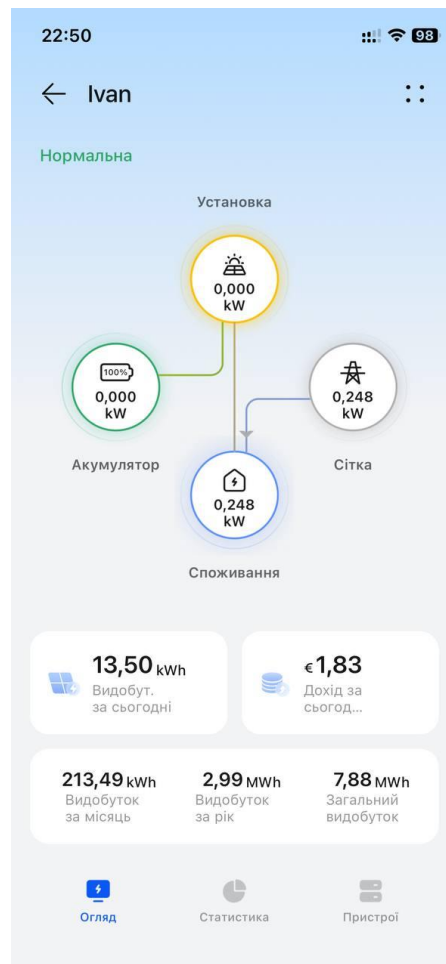 22:50
98
Ivan
Нормальна
Установка
0,000
kW
100%
0,000
kW
0,248
kW
Акумулятор
Сітка
0,248
kW
Споживання
13,50 kWh
Видобут.
за сьогодні
€1,83
Дохід за
сьогод...
213,49 kWh
Видобуток
за місяць
2,99 MWh
Видобуток
за рік
7,88 MWh
Загальний
видобуток
Огляд
Статистика
Пристрої